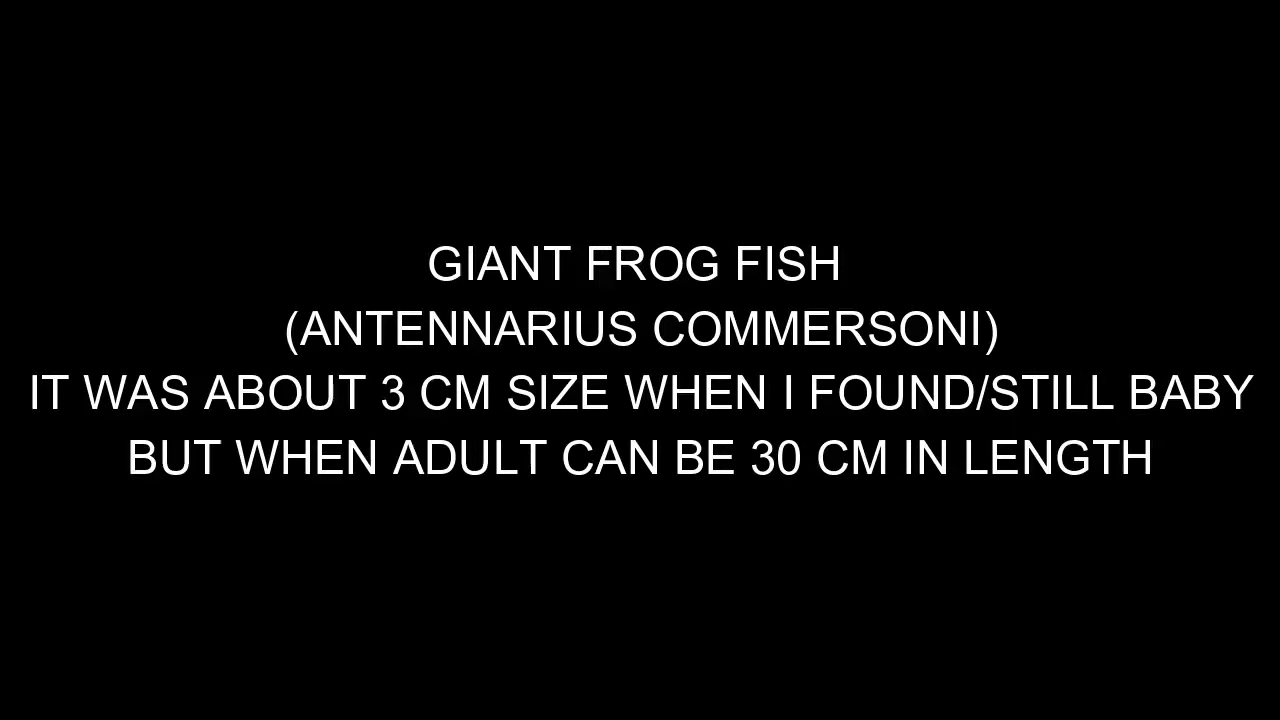 GIANT FROG FISH
(ANTENNARIUS COMMERSONI)
IT WAS ABOUT 3 CM SIZE WHEN I FOUND/STILL BABY
BUT WHEN ADULT CAN BE 30 CM IN LENGTH